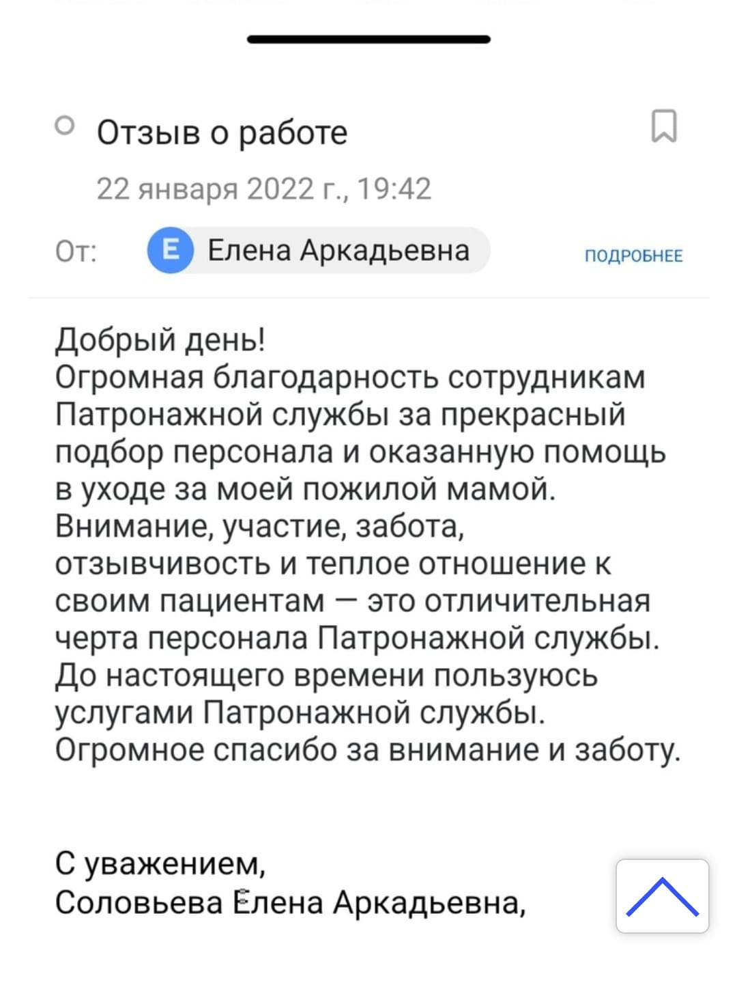 Отзыв о работе
22 января 2022 г., 19:42
От: Е Елена Аркадьевна ПОДРОБНЕЕ
Добрый день!
Огромная благодарность сотрудникам
Патронажной службы за прекрасный
подбор персонала и оказанную помощь
в уходе за моей пожилой мамой.
Внимание, участие, забота,
отзывчивость и теплое отношение к
своим пациентам — это отличительная
черта персонала Патронажной службы.
До настоящего времени пользуюсь
услугами Патронажной службы.
Огромное спасибо за внимание и заботу.
С уважением,
Соловьева Елена Аркадьевна,